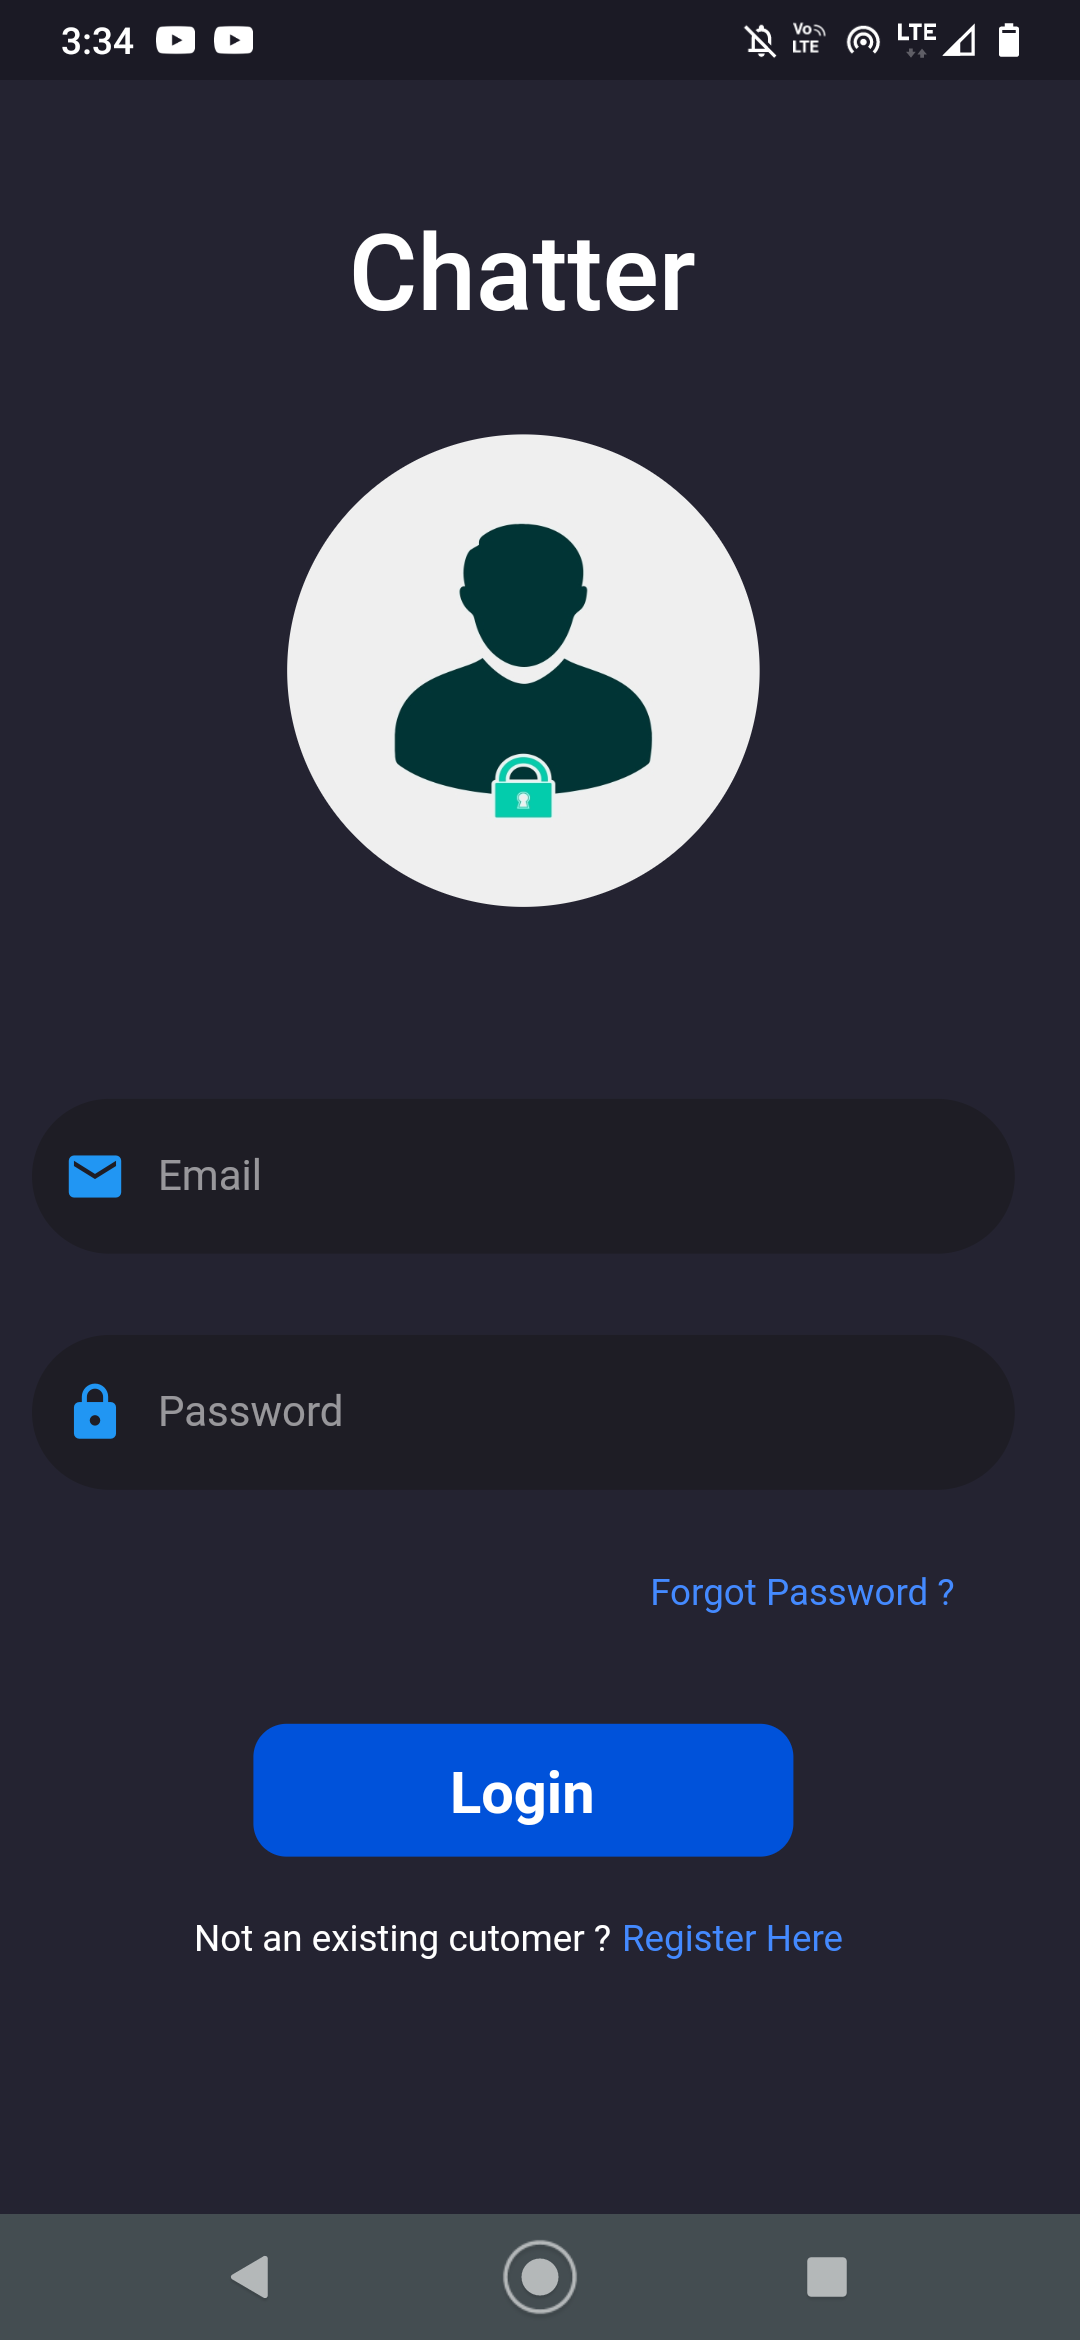 3:34 Vo LTE LTE
Chatter
Email
Password
Forgot Password ?
Login
Not an existing cutomer ? Register Here